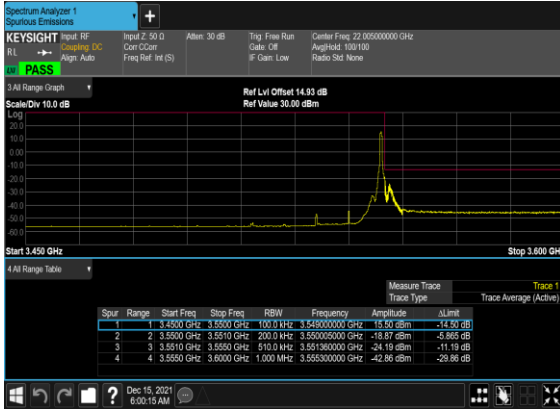 Spectrum Analyzer 1
Spurious Emissions
KEYSIGHT
Input: RF
Input Z: 50 Ω
Atten: 30 dB
Trig: Free Run
Center Freq: 22.005000000 GHz
RL
Coupling: DC
Corr CCorr
Gate: Off
Avg|Hold: 100/100
Align: Auto
Freq Ref: Int (S)
IF Gain: Low
Radio Std: None
PASS
3 All Range Graph
Ref Lvl Offset 14.93 dB
Scale/Div 10.0 dB
Ref Value 30.00 dBm
Log
20.0
10.0
0.00
-10.0
-20.0
-30.0
-40.0
-50.0
-60.0
Start 3.450 GHz
Stop 3.600 GH
4 All Range Table
Measure Trace
Trace 1
Trace Type
Trace Average (Active)
Spur Range Start Freq Stop Freq RBW Frequency Amplitude ΔLimit
1 1 3.4500 GHz 3.5500 GHz 100.0 kHz 3.549000000 GHz 15.50 dBm -14.50 dB
2 2 3.5500 GHz 3.5510 GHz 200.0 kHz 3.550005000 GHz -18.87 dBm -5.865 dB
3 3 3.5510 GHz 3.5550 GHz 510.0 kHz 3.551360000 GHz -24.19 dBm -11.19 dB
4 4 3.5550 GHz 3.6000 GHz 1.000 MHz 3.555300000 GHz -42.86 dBm -29.86 dB
Dec 15, 2021
6:00:15 AM